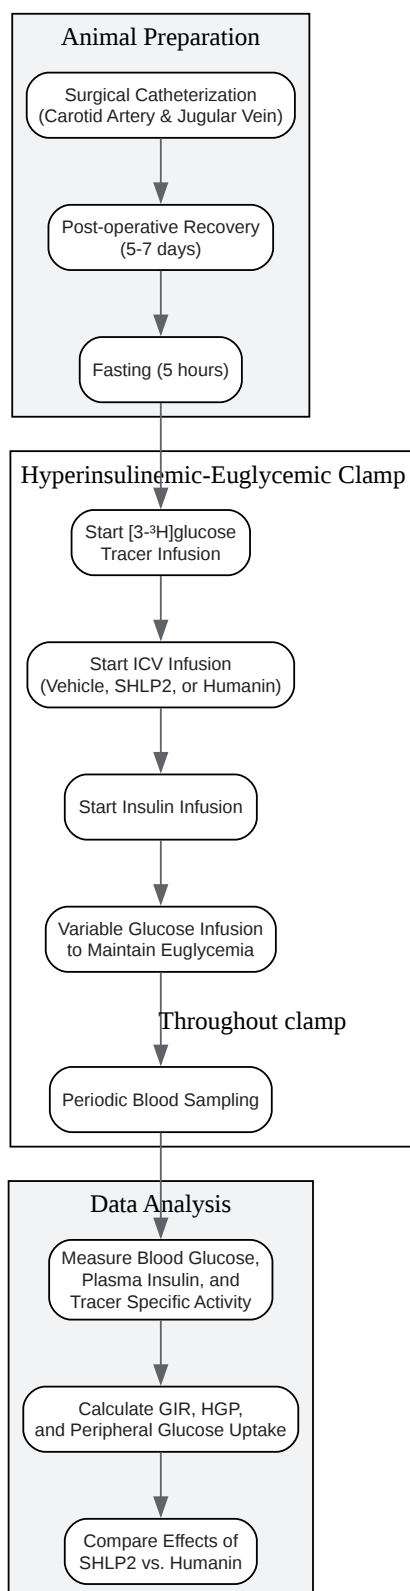 Animal Preparation
Surgical Catheterization
(Carotid Artery & Jugular Vein)
Post-operative Recovery
(5-7 days)
Fasting (5 hours)
Hyperinsulinemic-Euglycemic Clamp
Start [3-³H]glucose
Tracer Infusion
Start ICV Infusion
(Vehicle, SHLP2, or Humanin)
Start Insulin Infusion
Variable Glucose Infusion
to Maintain Euglycemia
Throughout clamp
Periodic Blood Sampling
Data Analysis
Measure Blood Glucose,
Plasma Insulin, and
Tracer Specific Activity
Calculate GIR, HGP,
and Peripheral Glucose Uptake
Compare Effects of
SHLP2 vs. Humanin